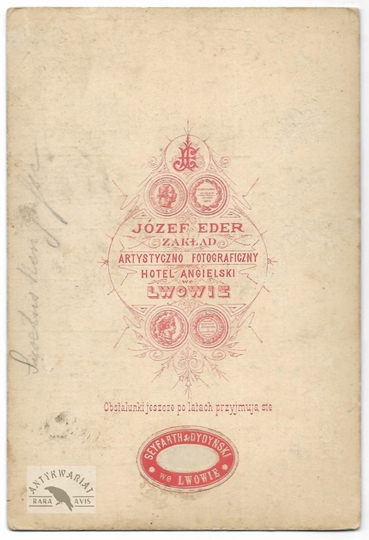 JÓZEF EDER
ZAKŁAD
ARTYSTYCZNO FOTOGRAFICZNY
HOTEL ANGIELSKI
we
LWOWIE
Obstalunki jeszcze po latach przyjmują się
SEYFARTH & DYDYŃSKI
we LWOWIE
ANTYKWARIAT
RARA AVIS